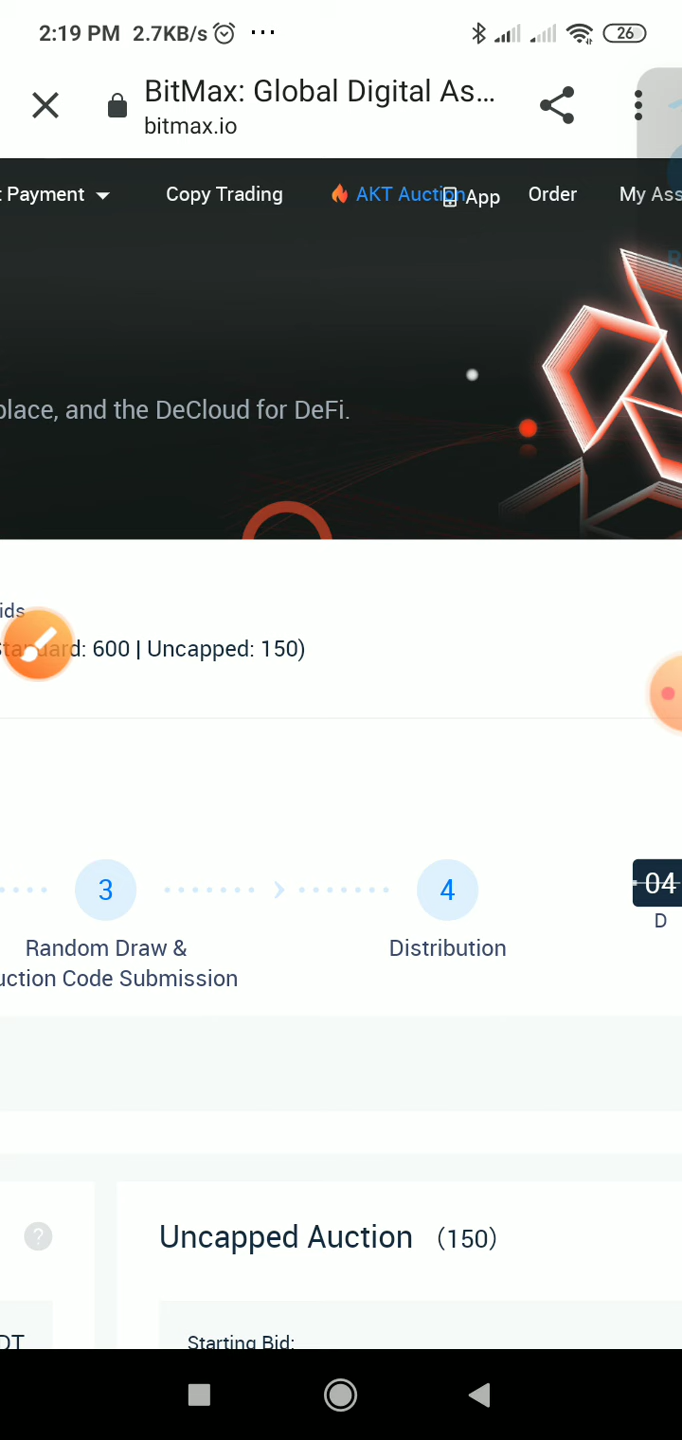 2:19 PM 2.7KB/s ... 26
BitMax: Global Digital As...
bitmax.io
Payment Copy Trading AKT Auction App Order My Ass
place, and the DeCloud for DeFi.
ids
Standard: 600 | Uncapped: 150)
3 4 04
D
Random Draw & Distribution
uction Code Submission
? Uncapped Auction (150)
DT Starting Bid: